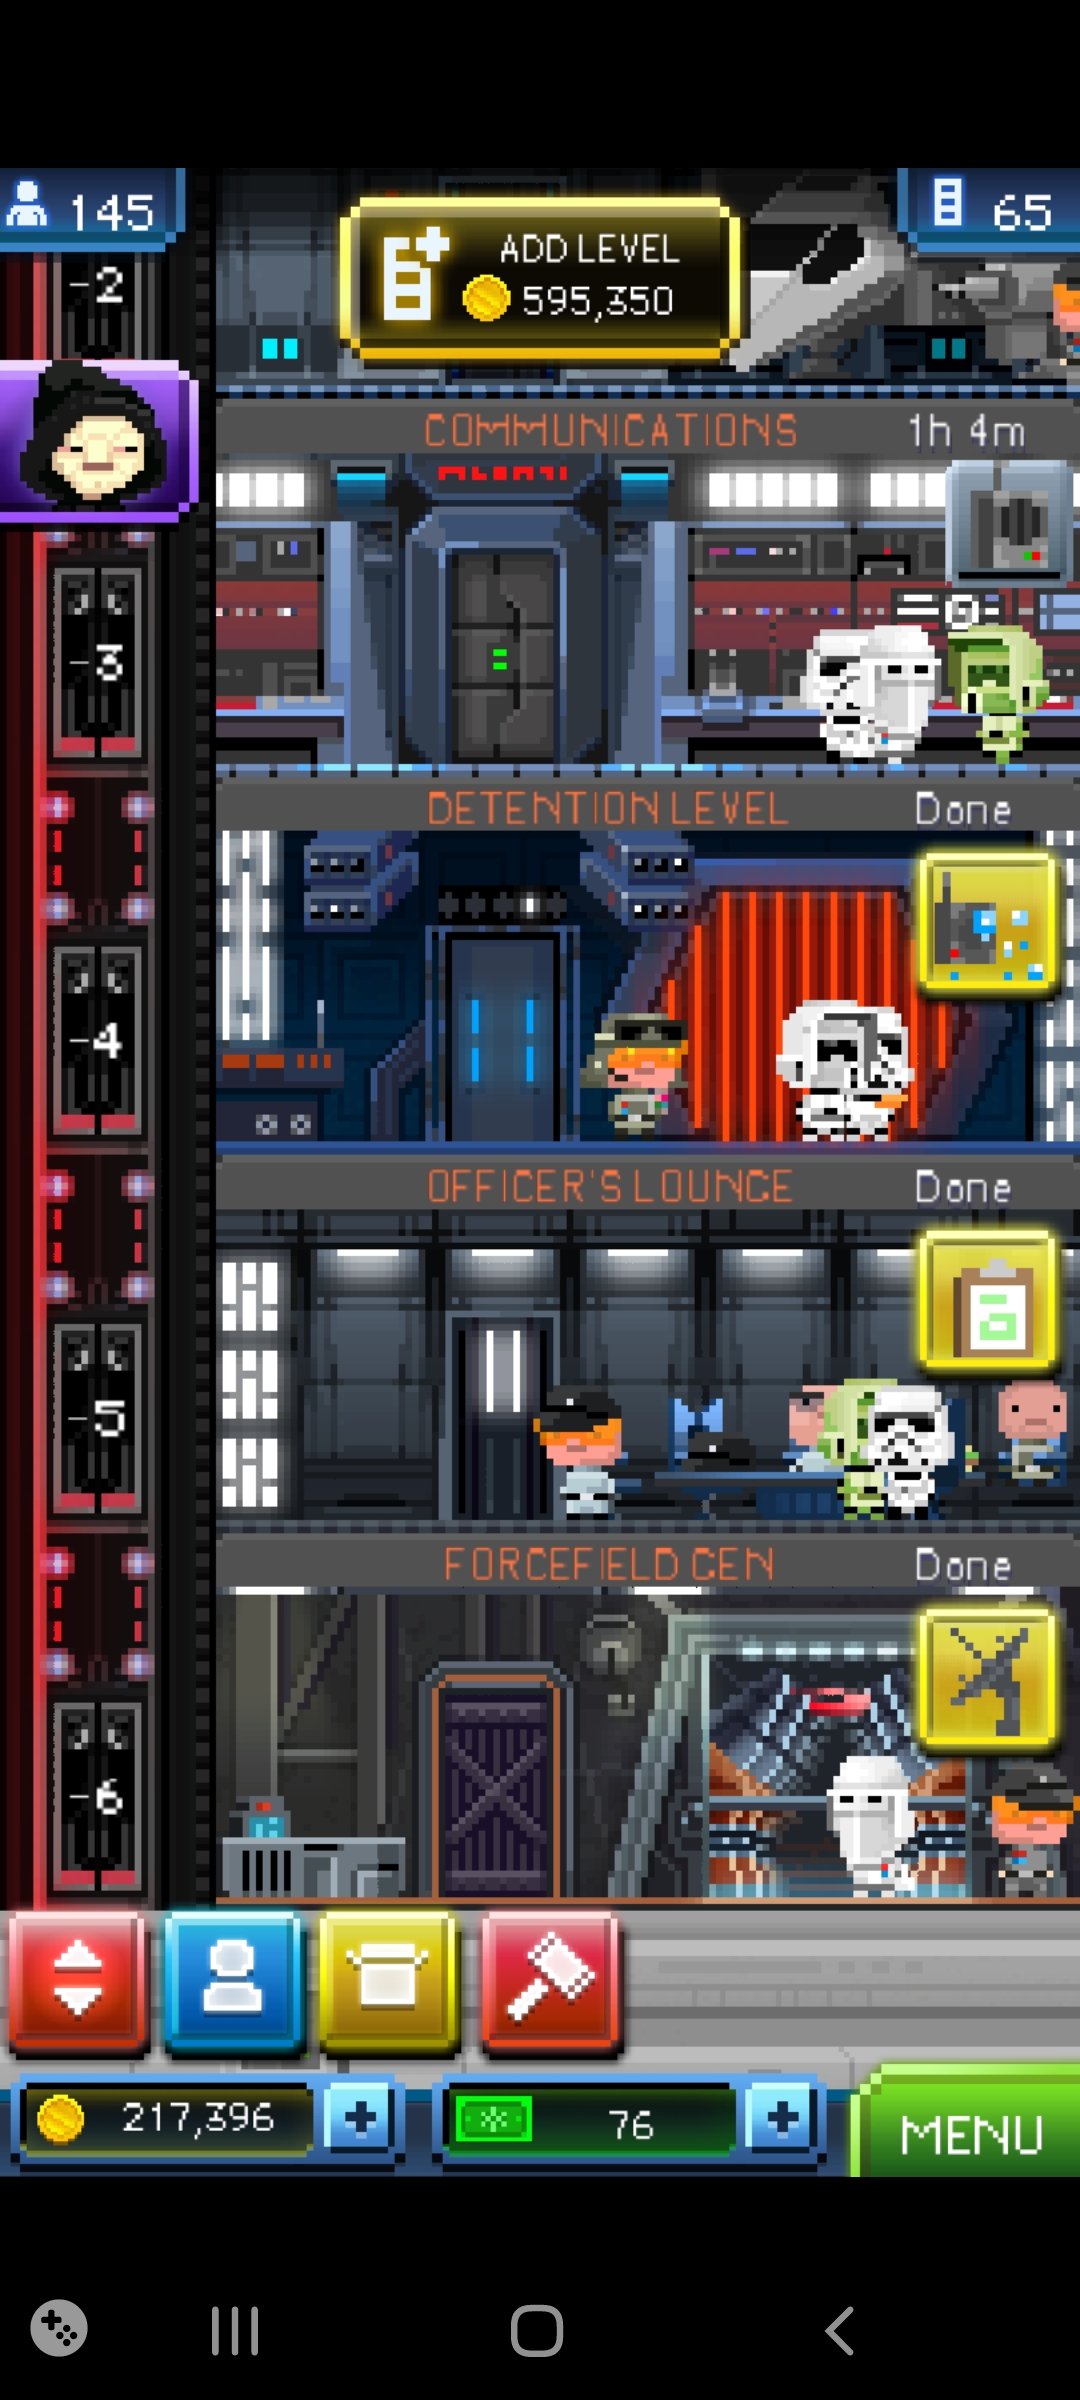 145
ADD LEVEL
595,350
65
-2
COMMUNICATIONS
1h 4m
-3
DETENTION LEVEL
Done
-4
OFFICER'S LOUNGE
Done
-5
FORCEFIELD GEN
Done
-6
217,396
76
MENU